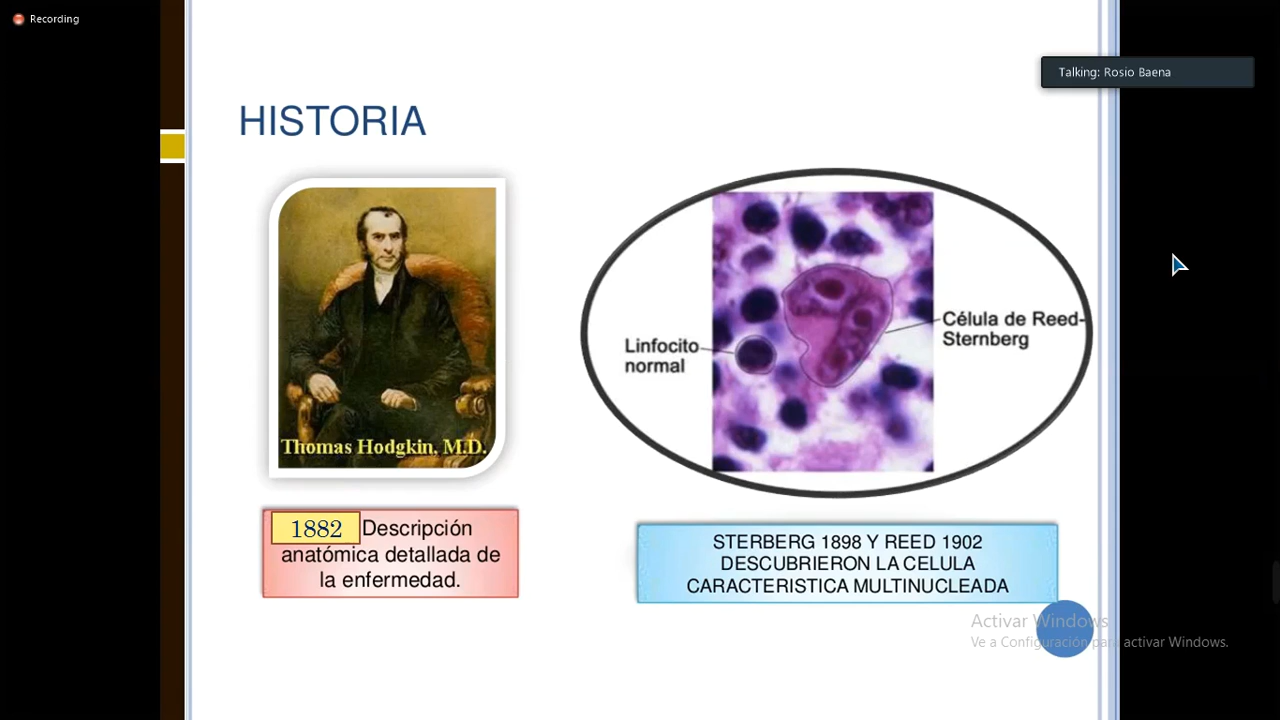 Recording
Talking: Rosio Baena
HISTORIA
Thomas Hodgkin, M.D.
Linfocito
normal
Célula de Reed-
Sternberg
1882 Descripción
anatómica detallada de
la enfermedad.
STERBERG 1898 Y REED 1902
DESCUBRIERON LA CELULA
CARACTERISTICA MULTINUCLEADA
Activar Windows
Ve a Configuración para activar Windows.